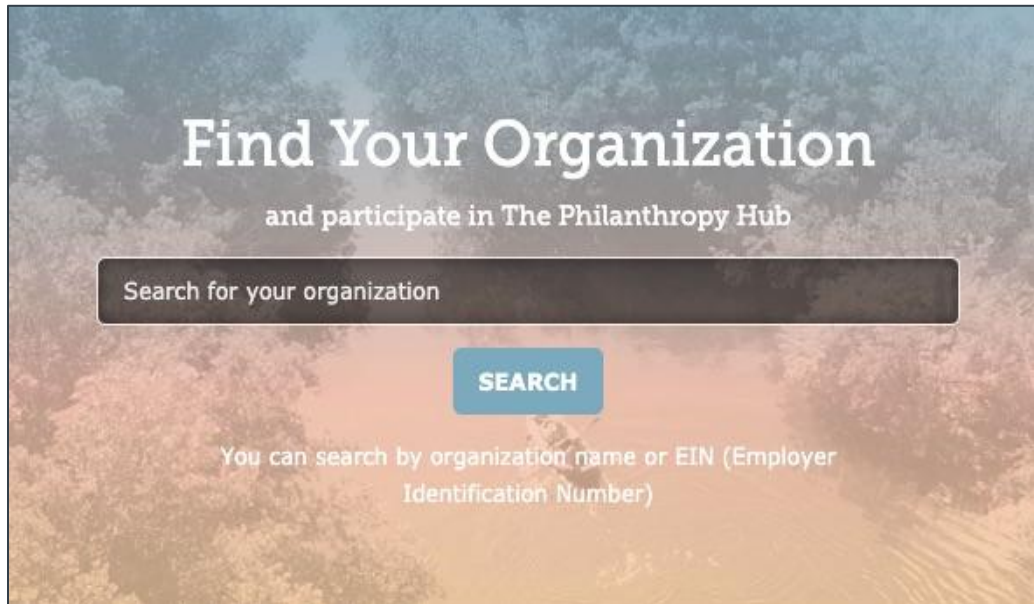 Find Your Organization
and participate in The Philanthropy Hub
Search for your organization
SEARCH
You can search by organization name or EIN (Employer
Identification Number)